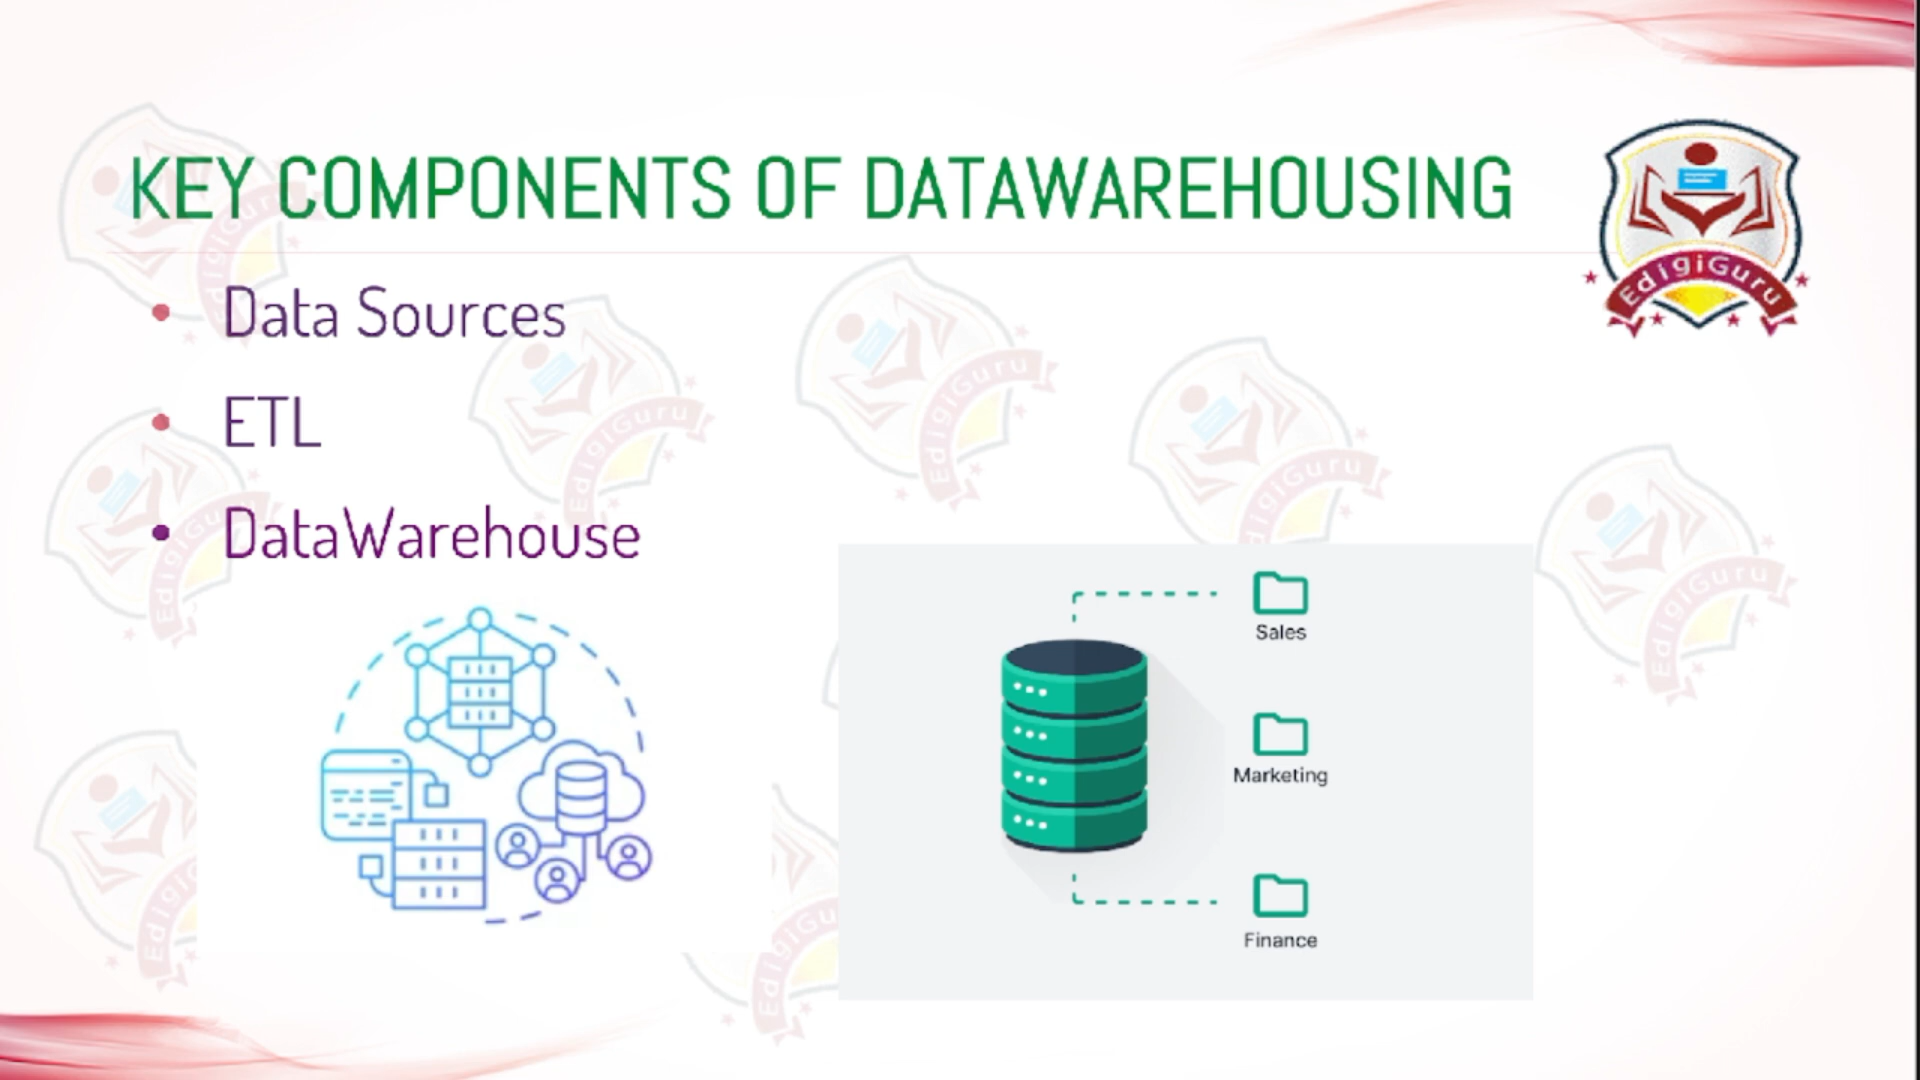 KEY COMPONENTS OF DATAWAREHOUSING
EdigiGuru
• Data Sources
• ETL
• DataWarehouse
Sales
Marketing
Finance